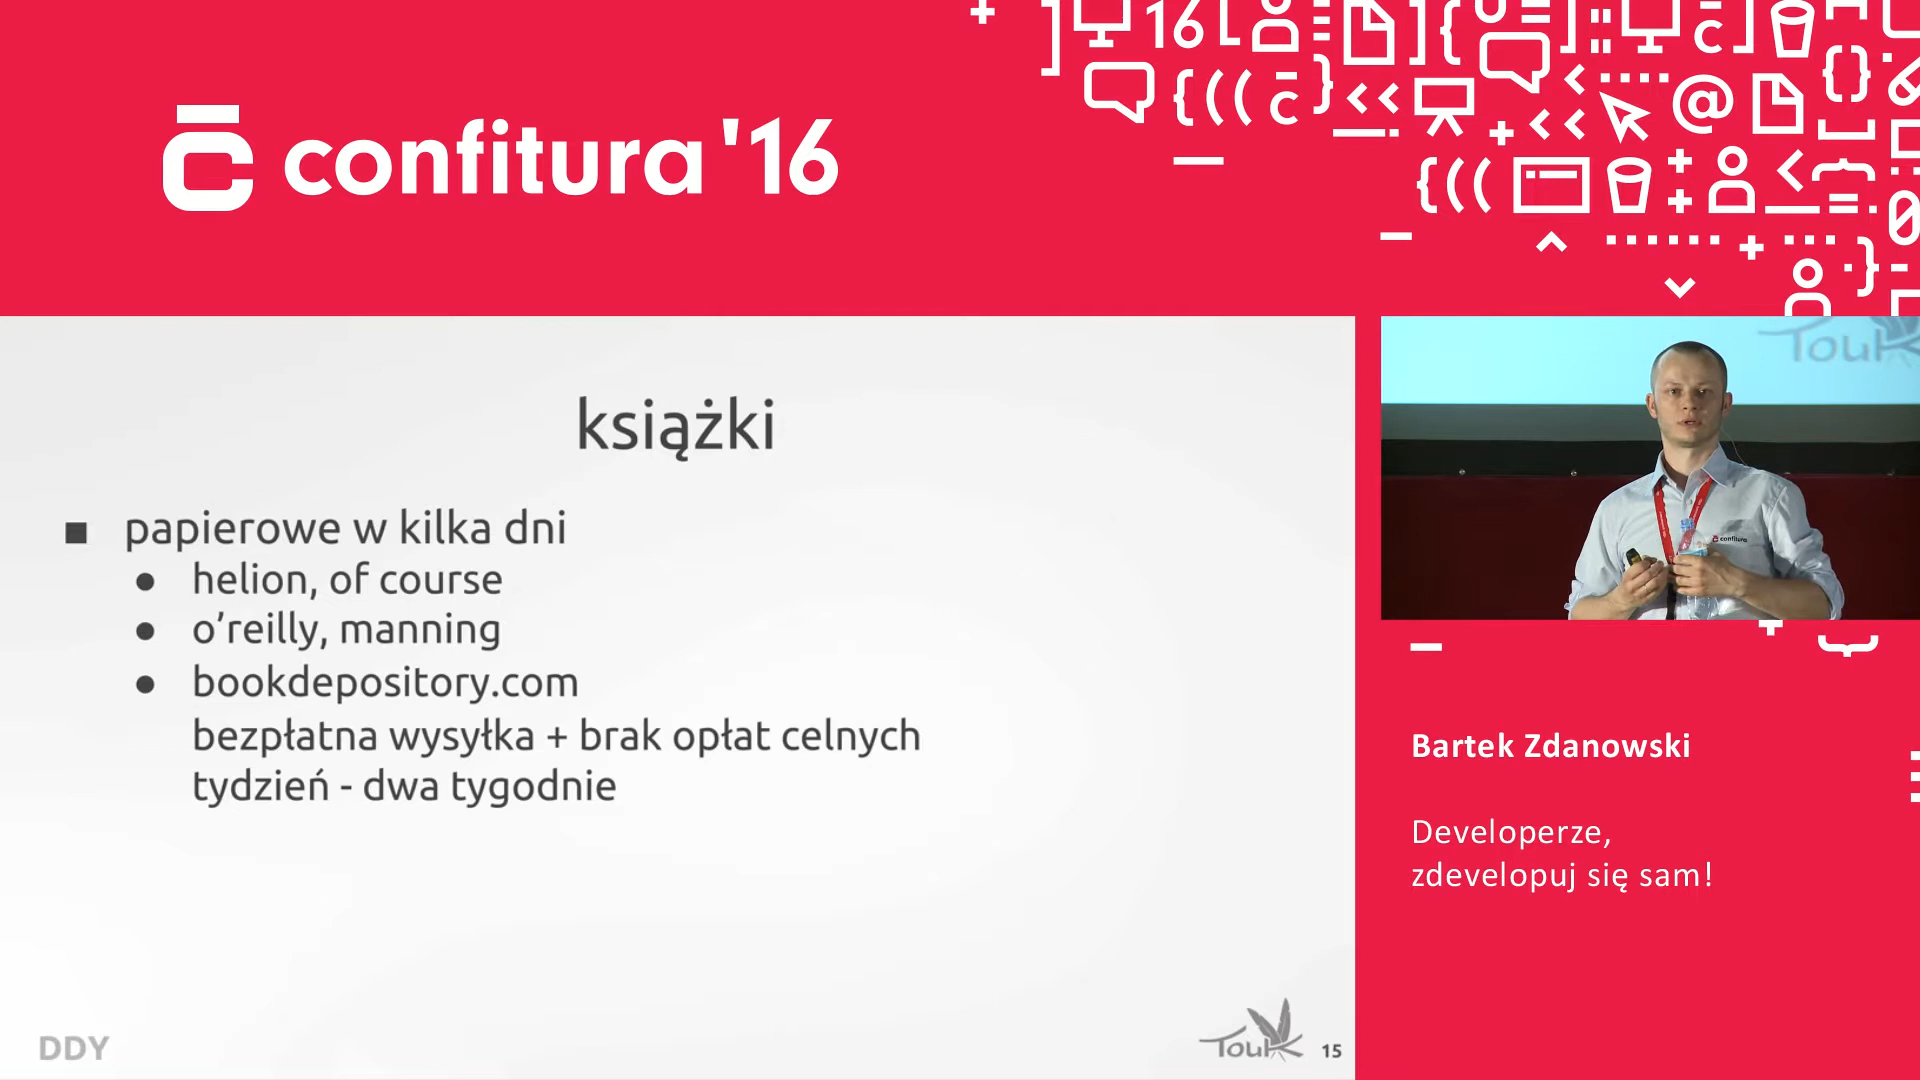 confitura '16
książki
■ papierowe w kilka dni
● helion, of course
● o’reilly, manning
● bookdepository.com
bezpłatna wysyłka + brak opłat celnych
tydzień - dwa tygodnie
DDY
TouK
15
TouK
confitura
Bartek Zdanowski
Developerze,
zdevelopuj się sam!